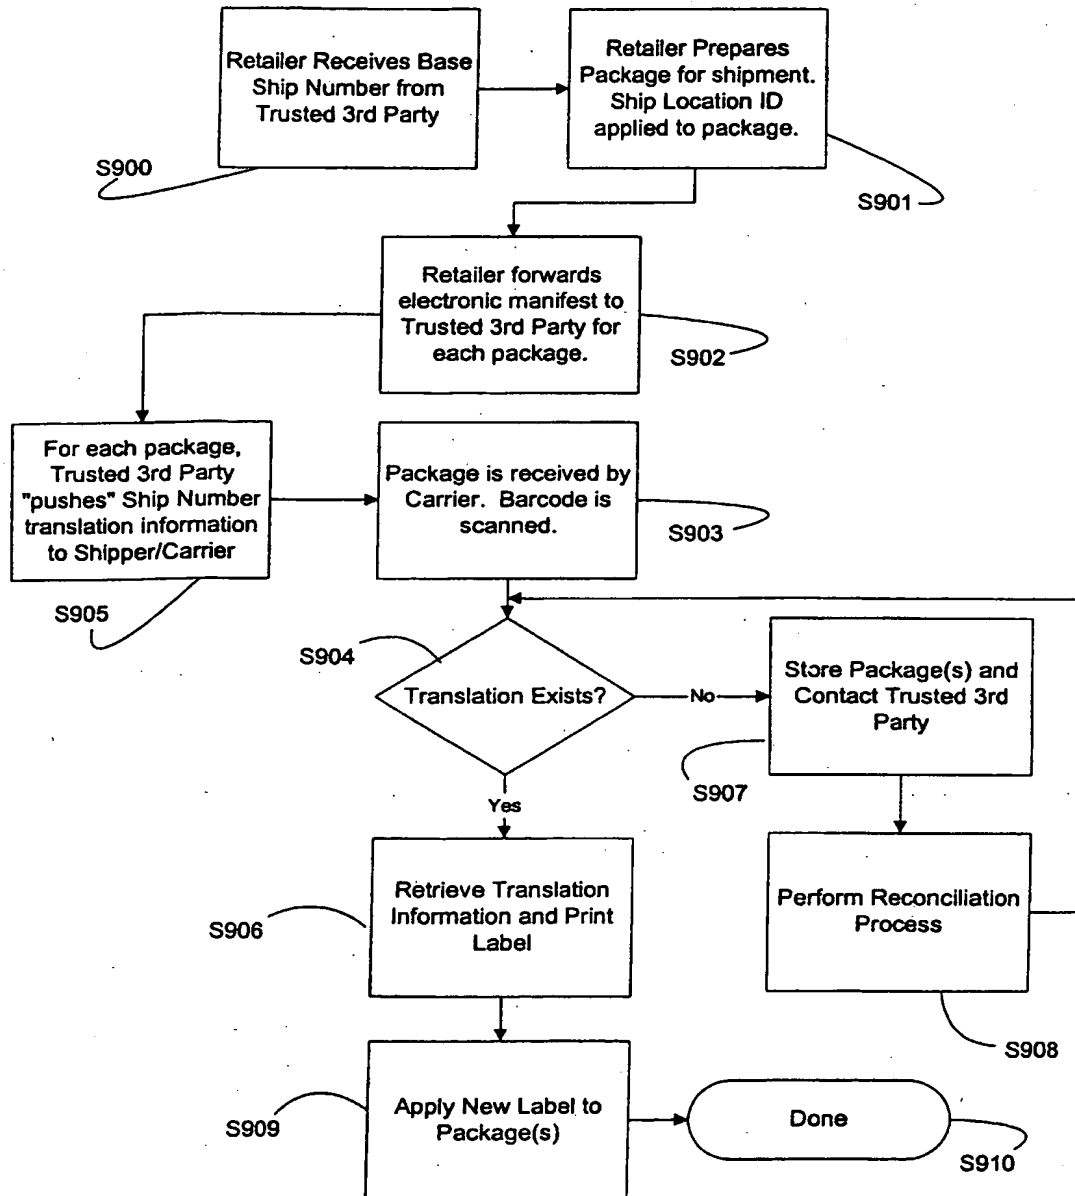 Retailer Receives Base
Ship Number from
Trusted 3rd Party
S900
Retailer Prepares
Package for shipment.
Ship Location ID
applied to package.
S901
Retailer forwards
electronic manifest to
Trusted 3rd Party for
each package.
S902
For each package,
Trusted 3rd Party
"pushes" Ship Number
translation information
to Shipper/Carrier
S905
Package is received by
Carrier. Barcode is
scanned.
S903
S904
Translation Exists?
No
Store Package(s) and
Contact Trusted 3rd
Party
S907
Yes
Retrieve Translation
Information and Print
Label
S906
Perform Reconciliation
Process
S908
Apply New Label to
Package(s)
S909
Done
S910